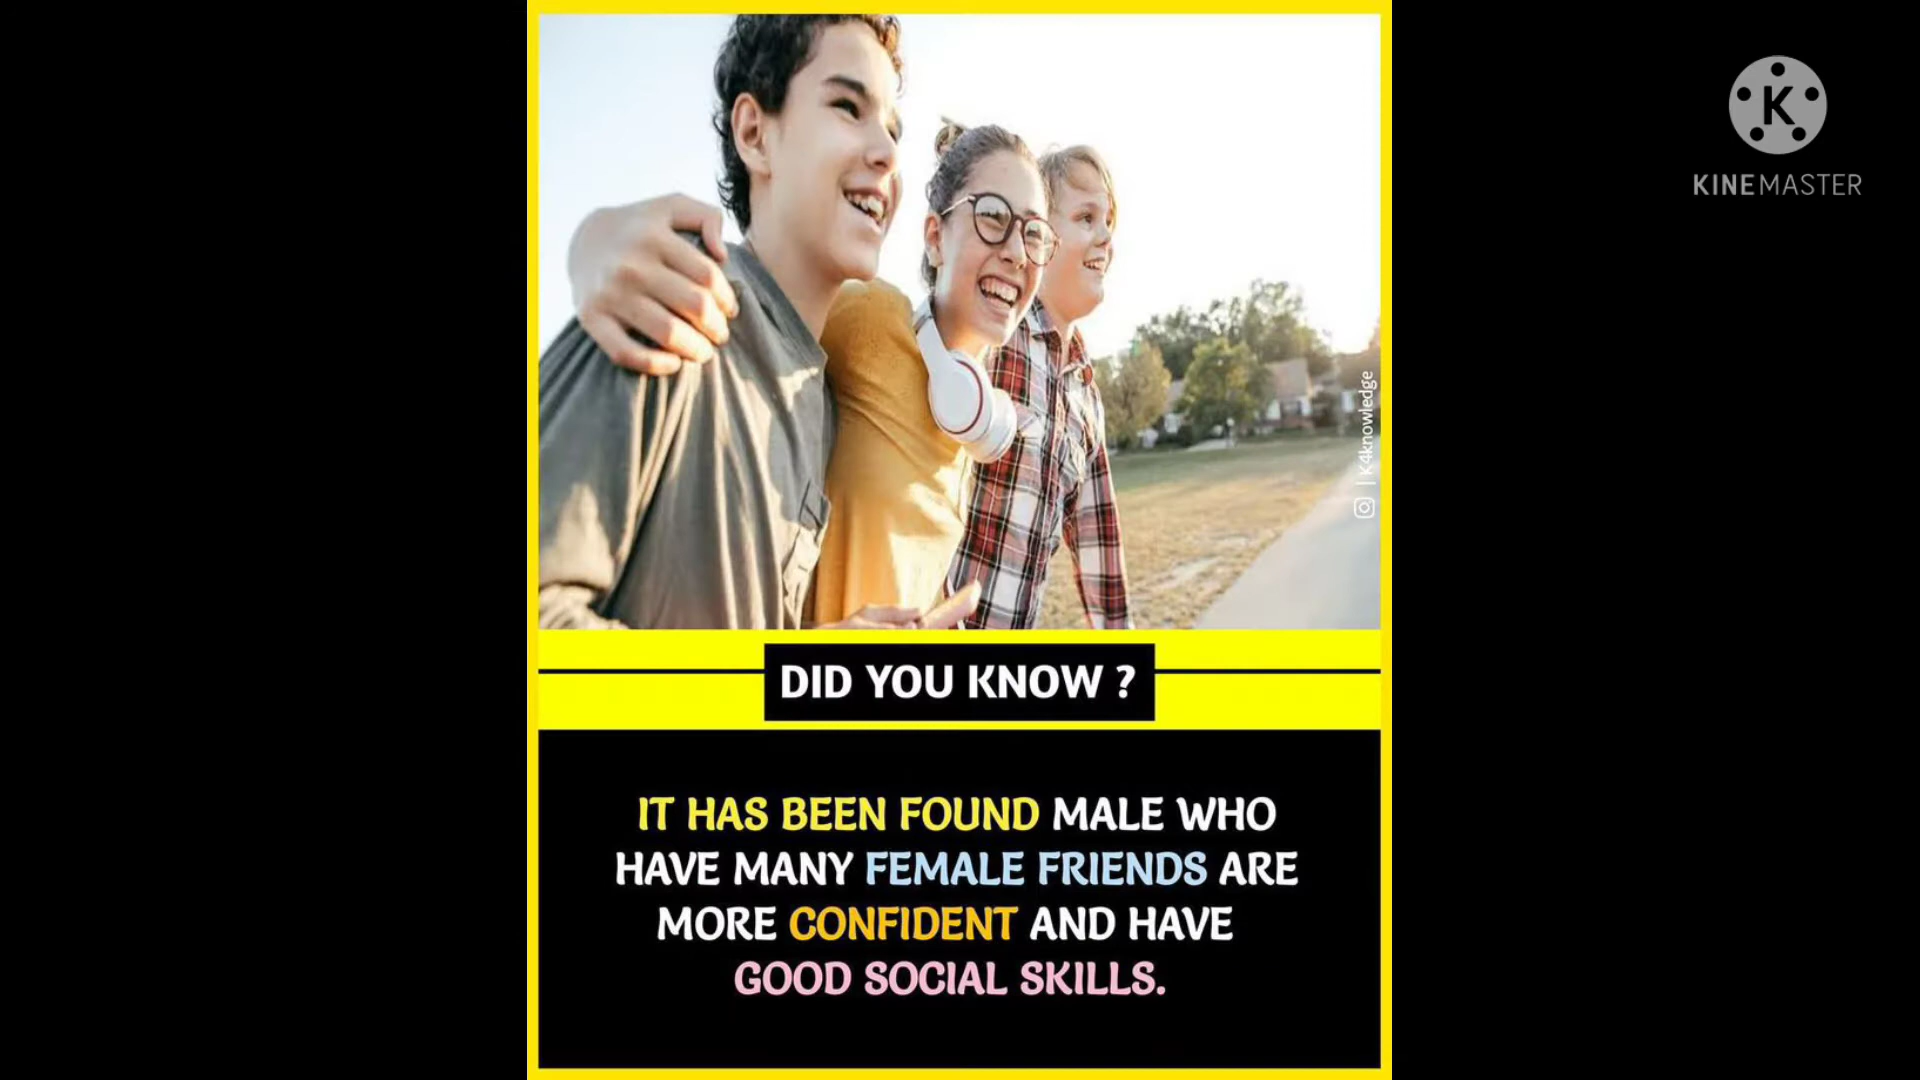 K
KINEMASTER
| K4knowledge
DID YOU KNOW ?
IT HAS BEEN FOUND MALE WHO
HAVE MANY FEMALE FRIENDS ARE
MORE CONFIDENT AND HAVE
GOOD SOCIAL SKILLS.